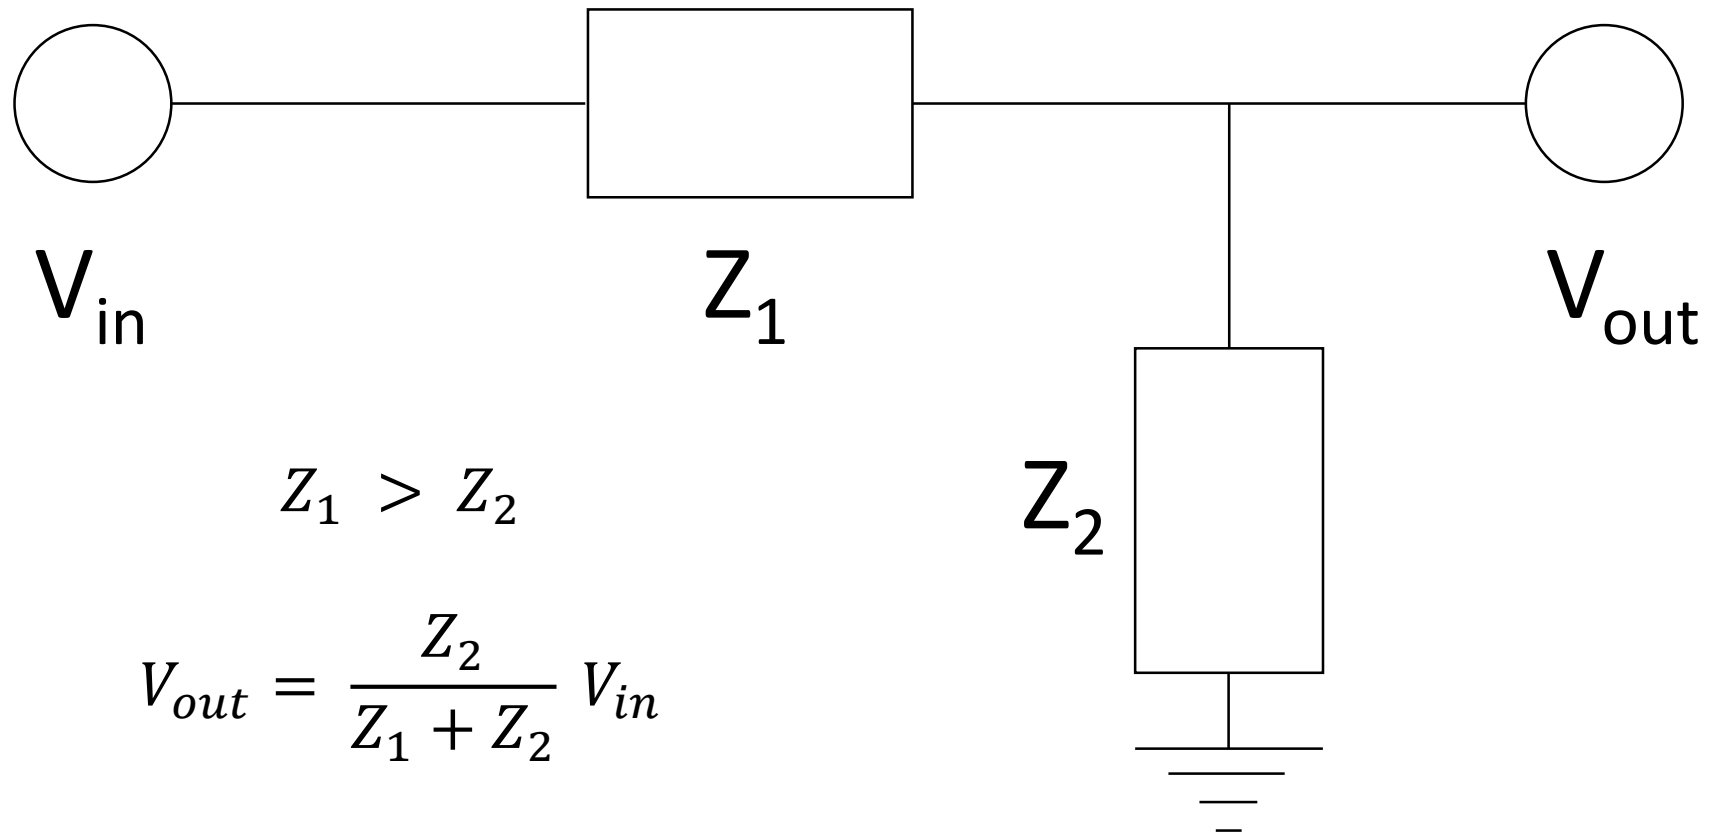 V_in
Z_1
V_out
Z_2
Z_1 > Z_2
V_out = Z_2 / (Z_1 + Z_2) V_in